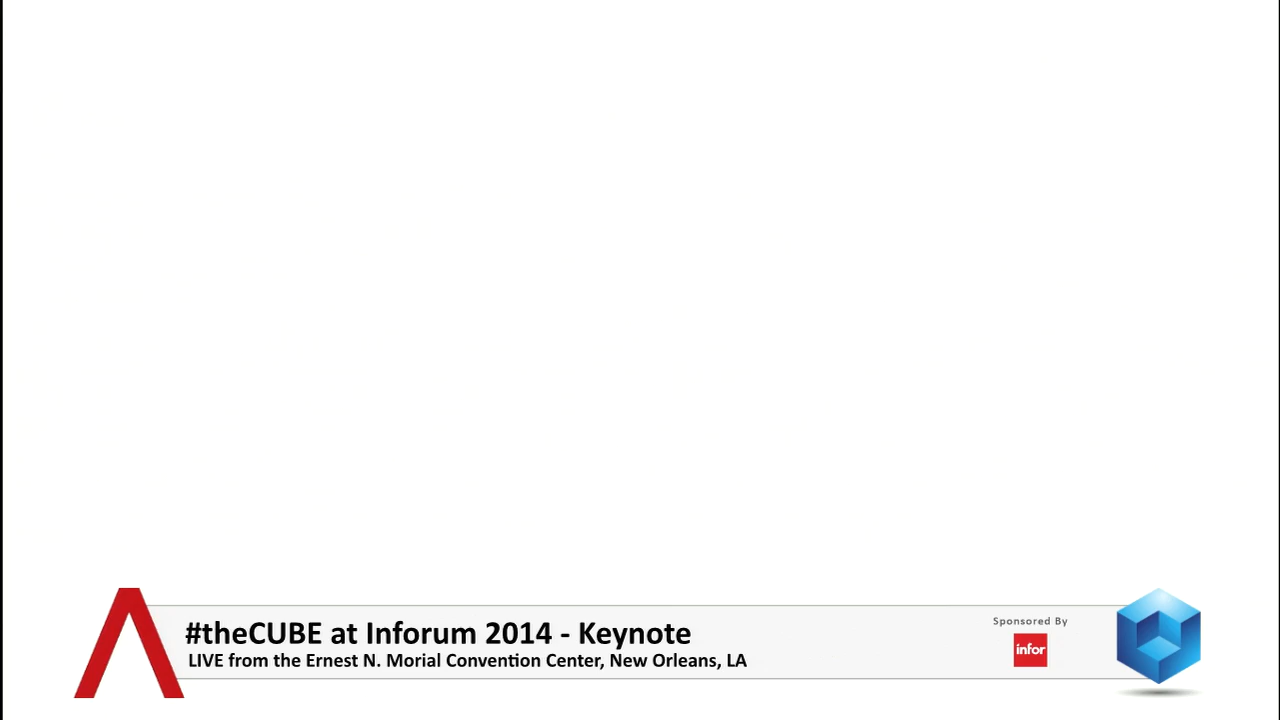 #theCUBE at Inforum 2014 - Keynote
LIVE from the Ernest N. Morial Convention Center, New Orleans, LA
Sponsored By
infor